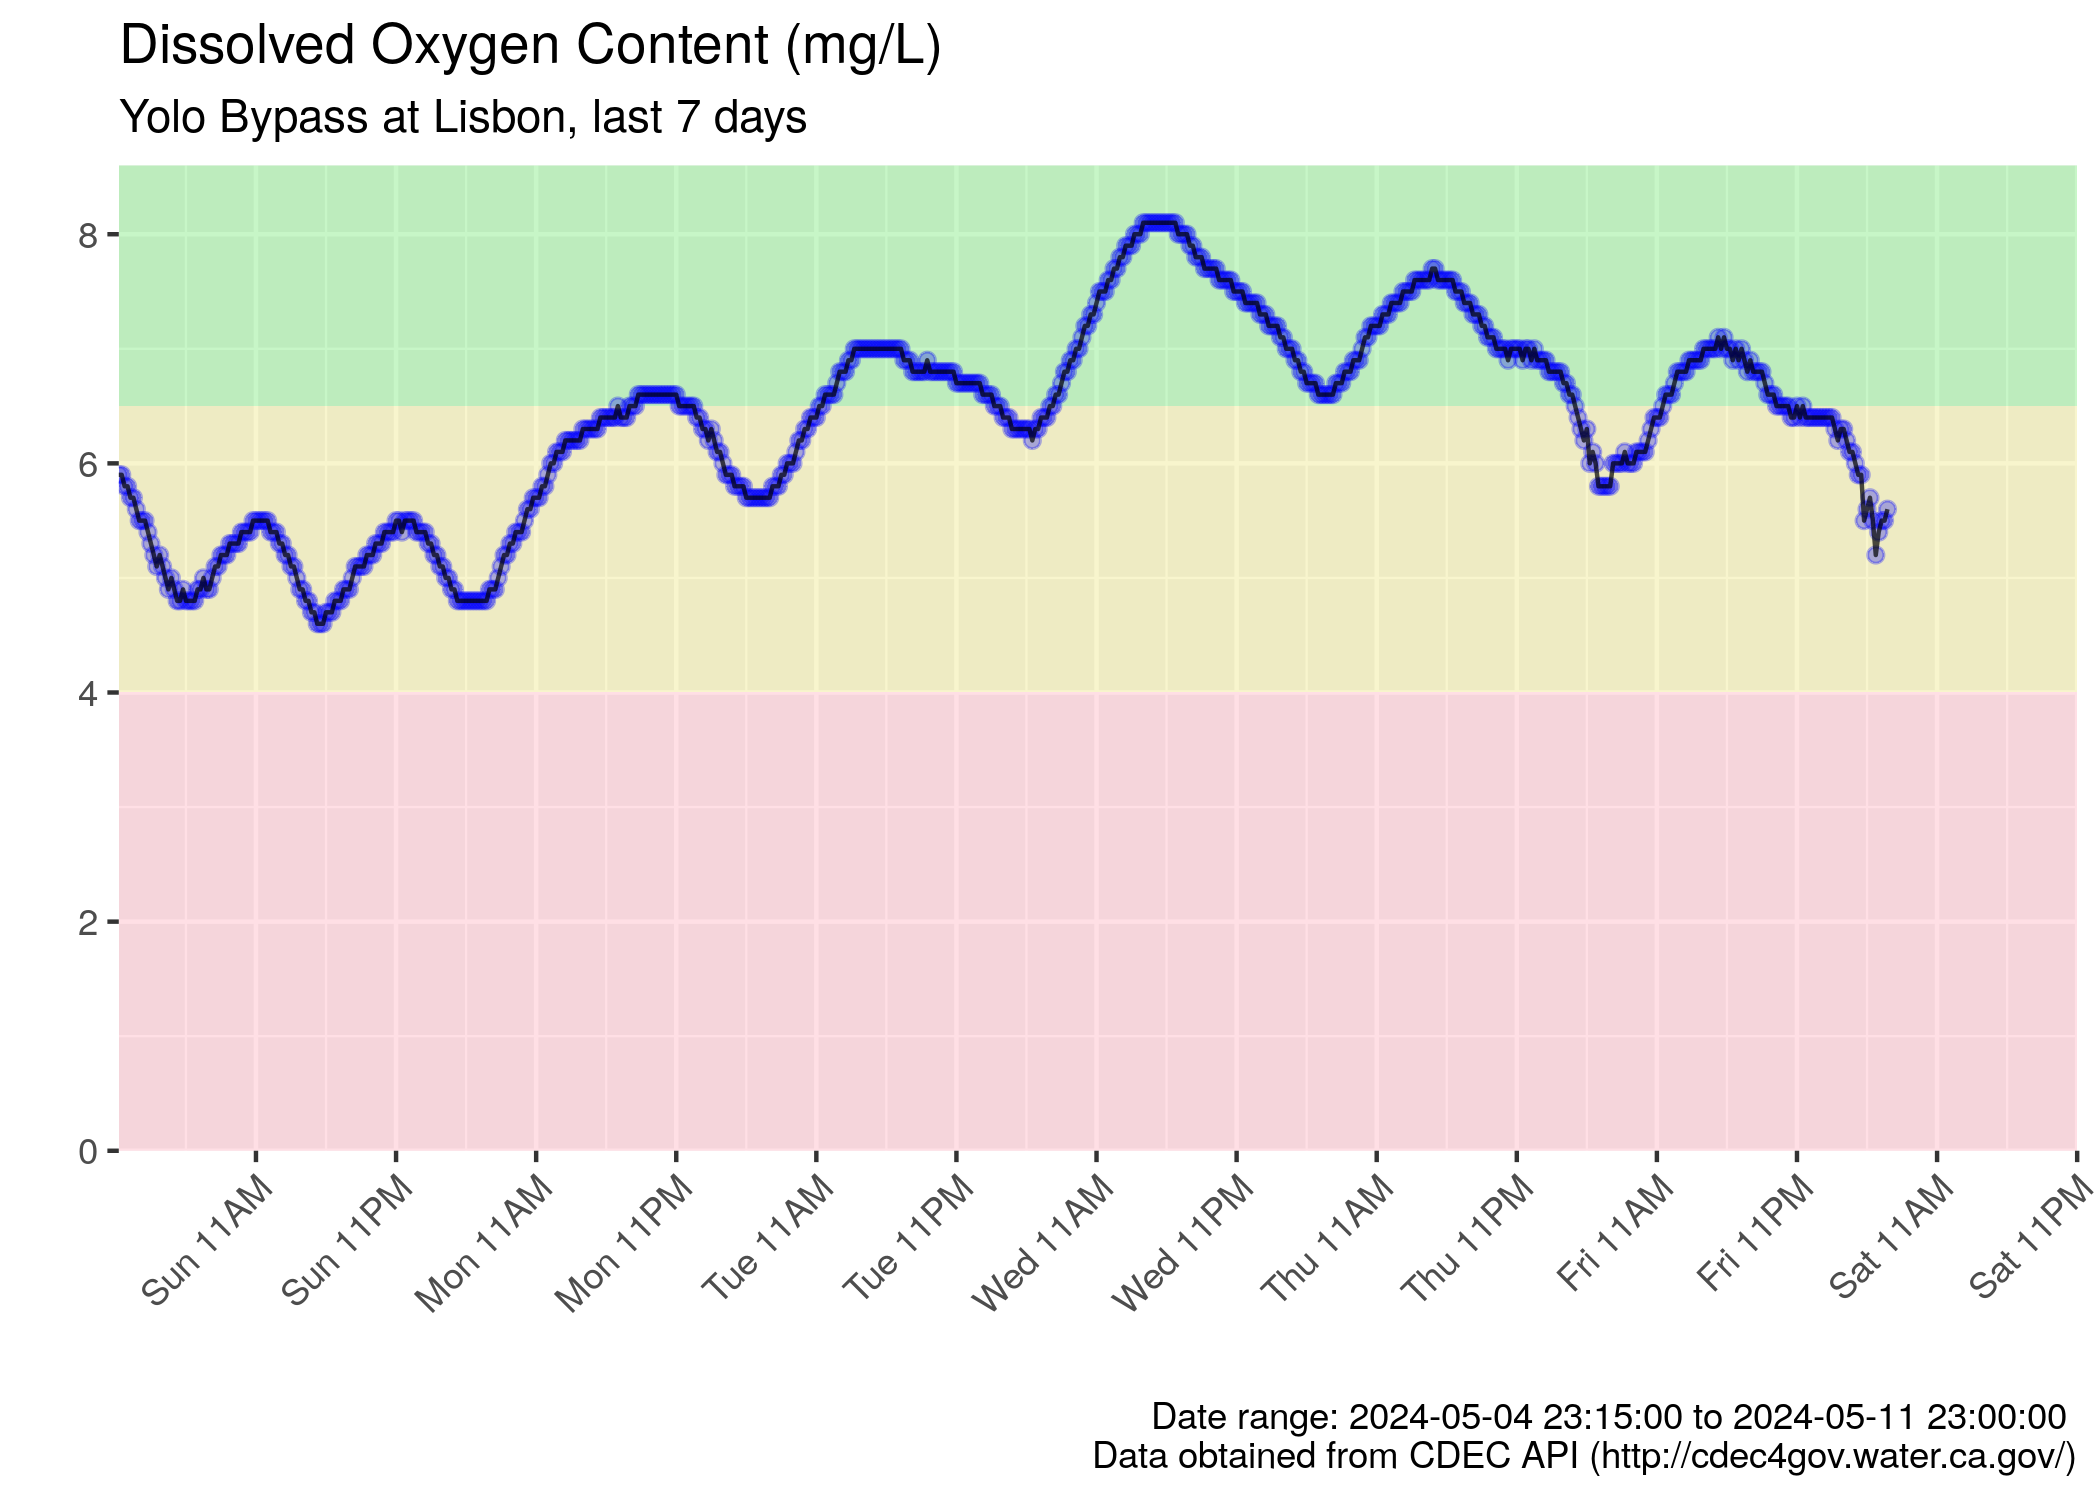 Dissolved Oxygen Content (mg/L)
Yolo Bypass at Lisbon, last 7 days
8
6
4
2
0
Sun 11AM
Sun 11PM
Mon 11AM
Mon 11PM
Tue 11AM
Tue 11PM
Wed 11AM
Wed 11PM
Thu 11AM
Thu 11PM
Fri 11AM
Fri 11PM
Sat 11AM
Sat 11PM
Date range: 2024-05-04 23:15:00 to 2024-05-11 23:00:00
Data obtained from CDEC API (http://cdec4gov.water.ca.gov/)